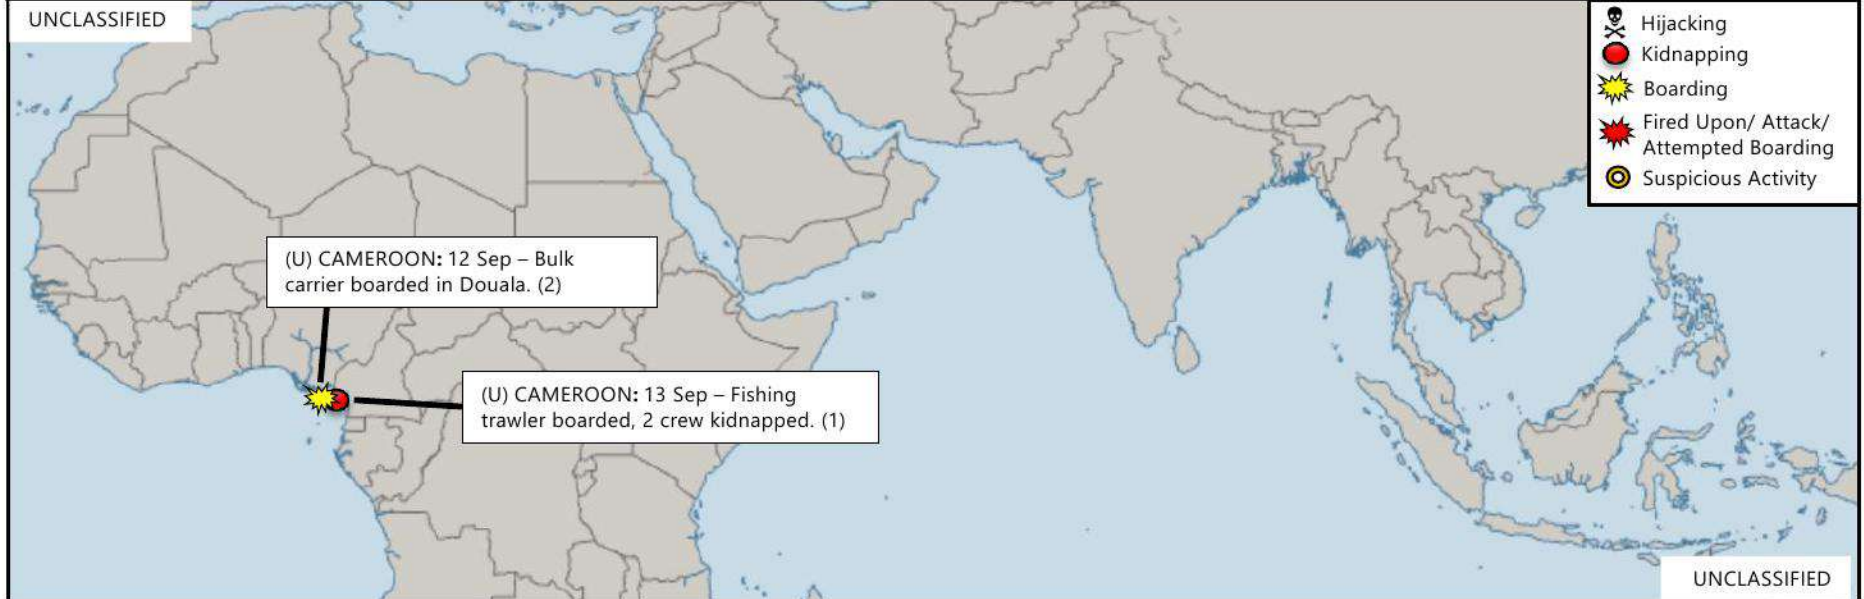 UNCLASSIFIED
Hijacking
Kidnapping
Boarding
Fired Upon/ Attack/
Attempted Boarding
Suspicious Activity
(U) CAMEROON: 12 Sep – Bulk
carrier boarded in Douala. (2)
(U) CAMEROON: 13 Sep – Fishing
trawler boarded, 2 crew kidnapped. (1)
UNCLASSIFIED